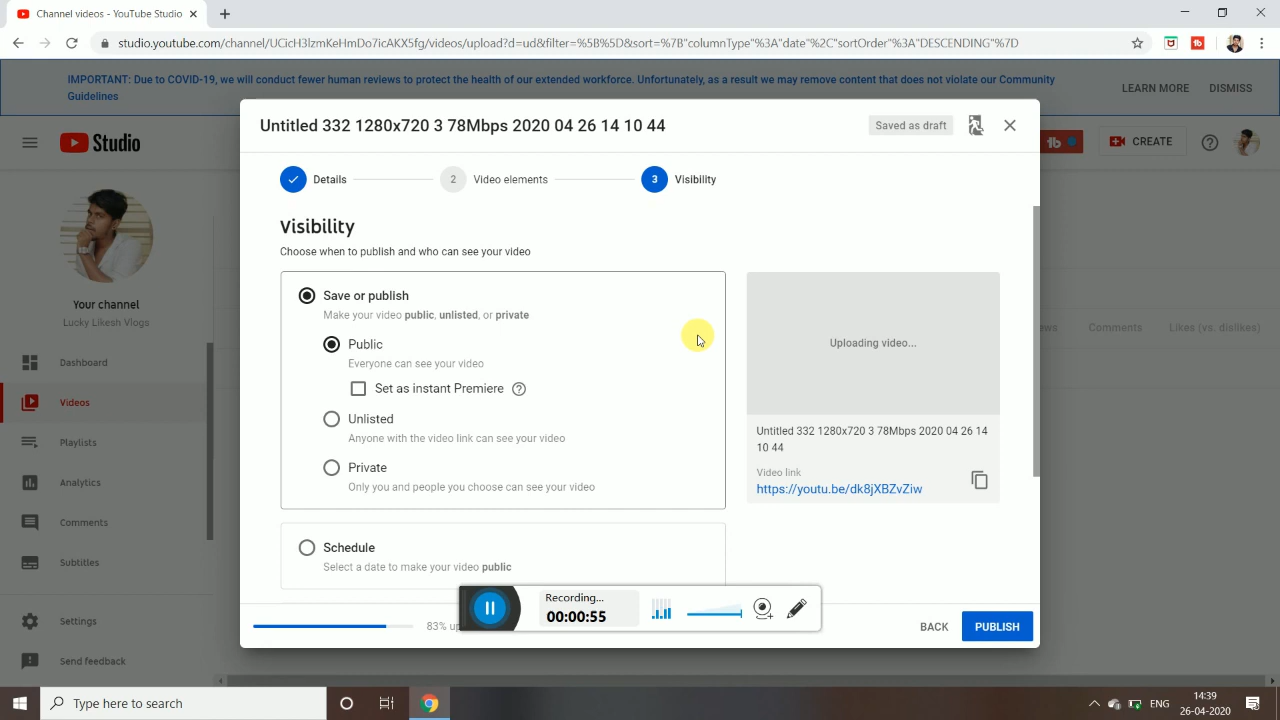 Channel videos - YouTube Studio
studio.youtube.com/channel/UCicH3lzmKeHmDo7icAKX5fg/videos/upload?d=ud&filter=%5B%5D&sort=%7B"columnType"%3A"date"%2C"sortOrder"%3A"DESCENDING"%7D
IMPORTANT: Due to COVID-19, we will conduct fewer human reviews to protect the health of our extended workforce. Unfortunately, as a result we may remove content that does not violate our Community
Guidelines
LEARN MORE
DISMISS
Studio
tb
CREATE
Your channel
Lucky Likesh Vlogs
Dashboard
Videos
Playlists
Analytics
Comments
Subtitles
Settings
Send feedback
Untitled 332 1280x720 3 78Mbps 2020 04 26 14 10 44
Saved as draft
Details
2 Video elements
3 Visibility
Visibility
Choose when to publish and who can see your video
Save or publish
Make your video public, unlisted, or private
Public
Everyone can see your video
Set as instant Premiere
Unlisted
Anyone with the video link can see your video
Private
Only you and people you choose can see your video
Schedule
Select a date to make your video public
Uploading video...
Untitled 332 1280x720 3 78Mbps 2020 04 26 14
10 44
Video link
https://youtu.be/dk8jXBZvZiw
Comments
Likes (vs. dislikes)
Recording...
00:00:55
83%
BACK
PUBLISH
Type here to search
ENG
14:39
26-04-2020